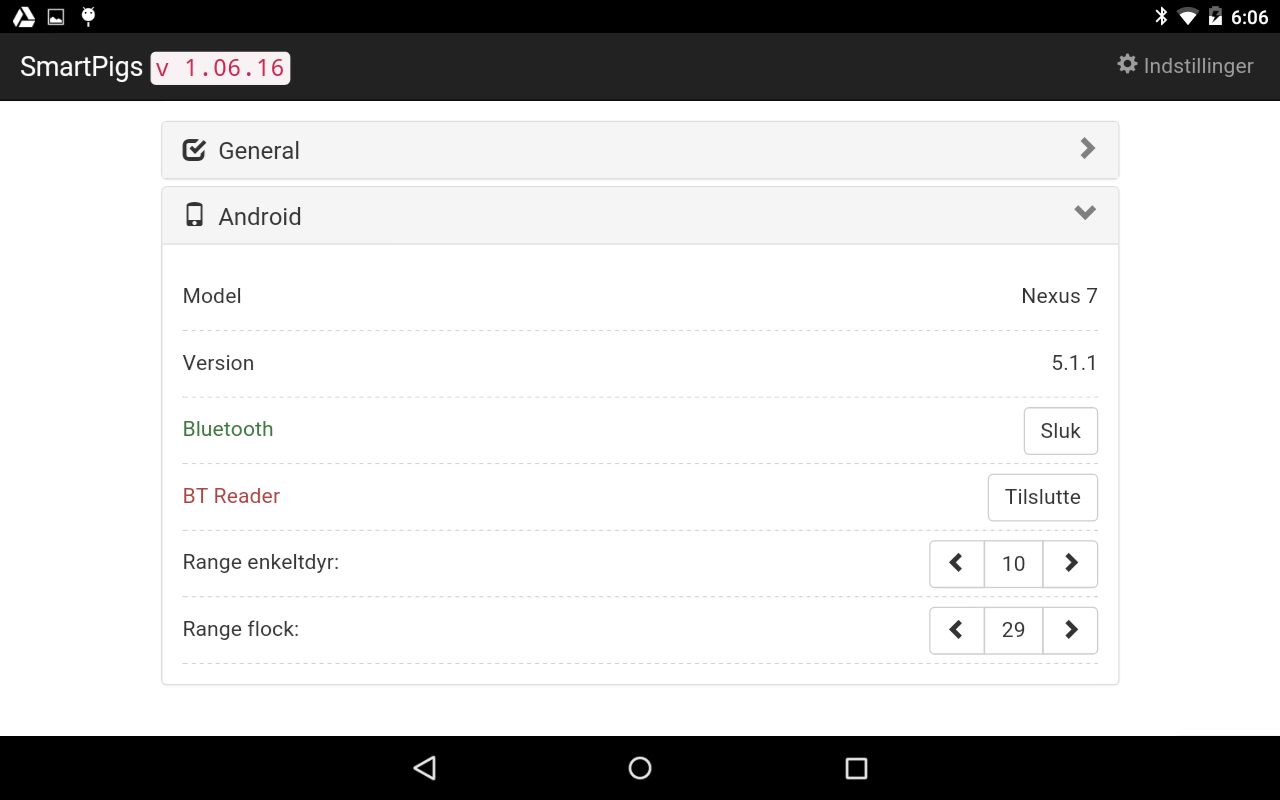 6:06
SmartPigs v 1.06.16 Indstillinger
General
Android
Model Nexus 7
Version 5.1.1
Bluetooth Sluk
BT Reader Tilslutte
Range enkeltdyr: 10
Range flock: 29